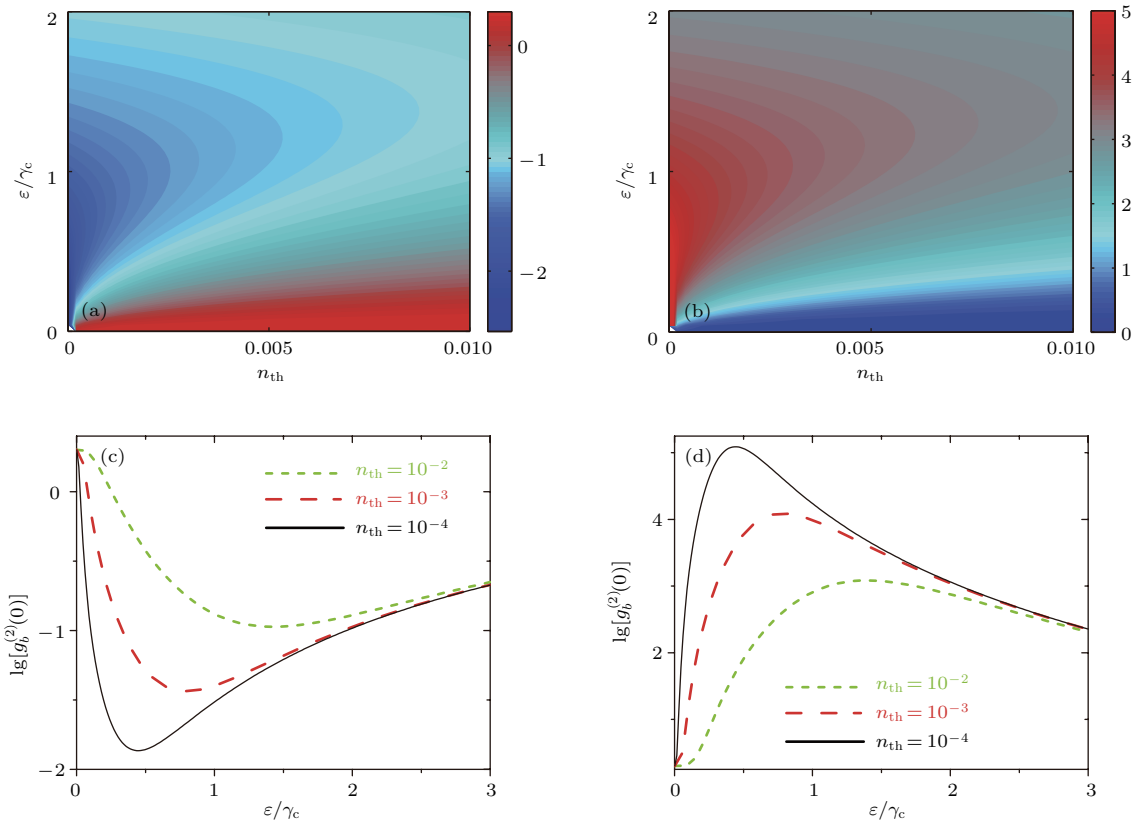 2
1
0
ε/γc
(a)
0
0.005
0.010
nth
0
−1
−2
2
1
0
ε/γc
(b)
0
0.005
0.010
nth
5
4
3
2
1
0
(c)
nth = 10−2
nth = 10−3
nth = 10−4
0
−1
−2
lg[gb(2)(0)]
0
1
2
3
ε/γc
(d)
4
2
lg[gb(2)(0)]
nth = 10−2
nth = 10−3
nth = 10−4
0
1
2
3
ε/γc